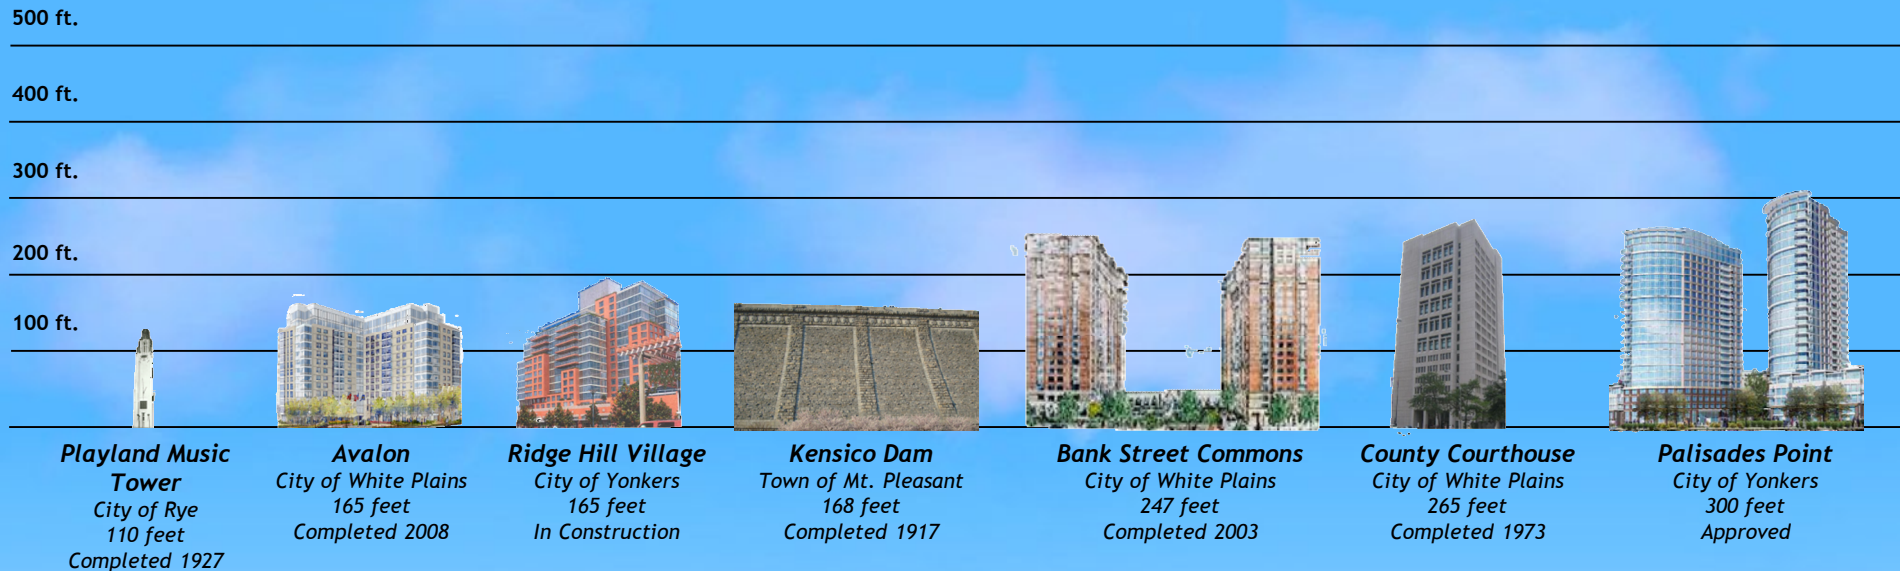 500 ft.
400 ft.
300 ft.
200 ft.
100 ft.
Playland Music
Tower
City of Rye
110 feet
Completed 1927
Avalon
City of White Plains
165 feet
Completed 2008
Ridge Hill Village
City of Yonkers
165 feet
In Construction
Kensico Dam
Town of Mt. Pleasant
168 feet
Completed 1917
Bank Street Commons
City of White Plains
247 feet
Completed 2003
County Courthouse
City of White Plains
265 feet
Completed 1973
Palisades Point
City of Yonkers
300 feet
Approved